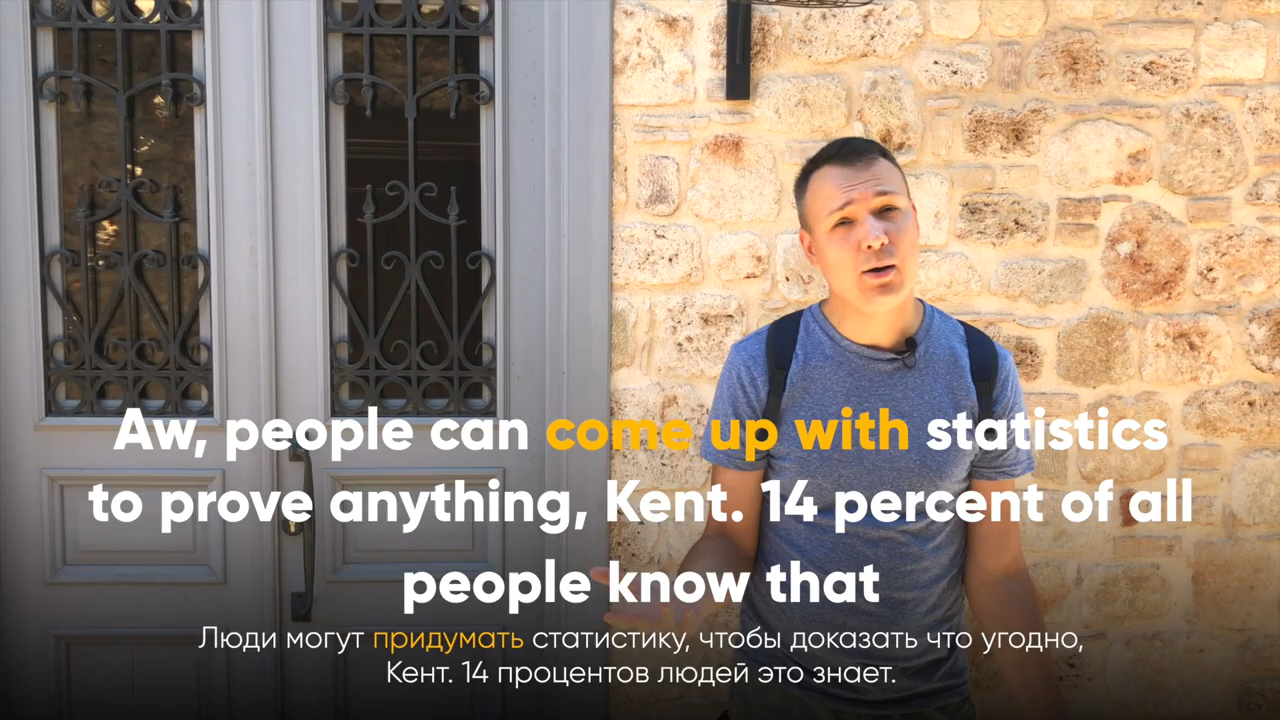 Aw, people can come up with statistics
to prove anything, Kent. 14 percent of all
people know that
Люди могут придумать статистику, чтобы доказать что угодно,
Кент. 14 процентов людей это знает.